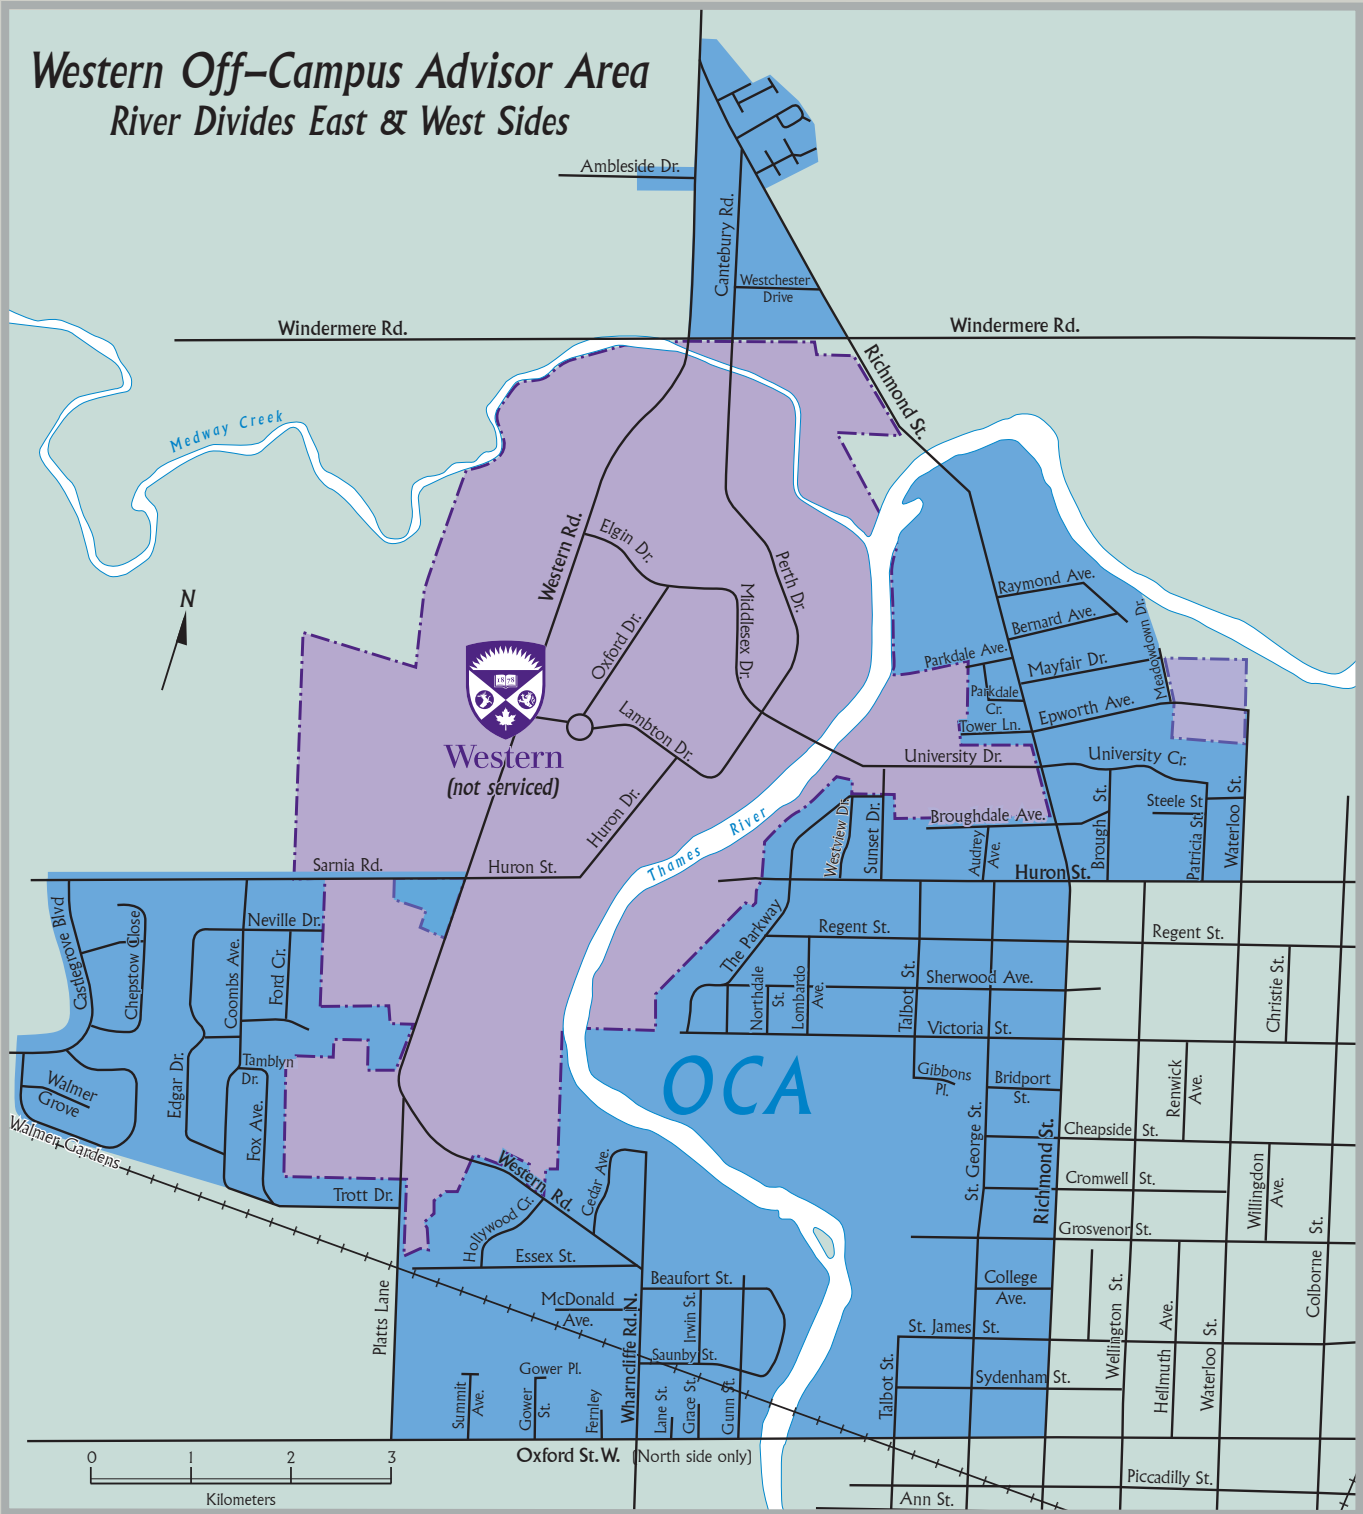 Western Off–Campus Advisor Area
River Divides East & West Sides
Ambleside Dr.
Cantebury Rd.
Westchester
Drive
Windermere Rd.
Windermere Rd.
Richmond St.
Medway Creek
N
Western Rd.
Elgin Dr.
Perth Dr.
Middlesex Dr.
Oxford Dr.
Lambton Dr.
1878
Western
(not serviced)
Huron Dr.
Raymond Ave.
Bernard Ave.
Meadowdown Dr.
Parkdale Ave.
Mayfair Dr.
Parkdale
Cr.
Epworth Ave.
Tower Ln.
University Dr.
University Cr.
Thames River
Westview Dr.
Sunset Dr.
Broughdale Ave.
Audrey
Ave.
Brough St.
Steele St
Patricia St.
Waterloo St.
Sarnia Rd.
Huron St.
Huron St.
Castlegrove Blvd
Chepstow Close
Neville Dr.
Coombs Ave.
Ford Cr.
The Parkway
Regent St.
Regent St.
Northdale
St.
Lombardo
Ave.
Talbot St.
Sherwood Ave.
Christie St.
Victoria St.
OCA
Walmer
Grove
Edgar Dr.
Tamblyn
Dr.
Fox Ave.
Walmer Gardens
Trott Dr.
Gibbons
Pl.
Bridport
St.
St. George St.
Richmond St.
Renwick
Ave.
Cheapside St.
Cromwell St.
Willingdon
Ave.
Grosvenor St.
Colborne St.
Western Rd.
Cedar Ave.
Hollywood Cr.
Essex St.
Beaufort St.
College
Ave.
McDonald
Ave.
Platts Lane
Wharncliffe Rd. N.
Irwin St.
Saunby St.
St. James St.
Wellington St.
Hellmuth Ave.
Waterloo St.
Talbot St.
Sydenham St.
Gower Pl.
Summit
Ave.
Gower
St.
Fernley
Lane St.
Grace St.
Gunn St.
Oxford St. W. (North side only)
0 1 2 3
Kilometers
Piccadilly St.
Ann St.